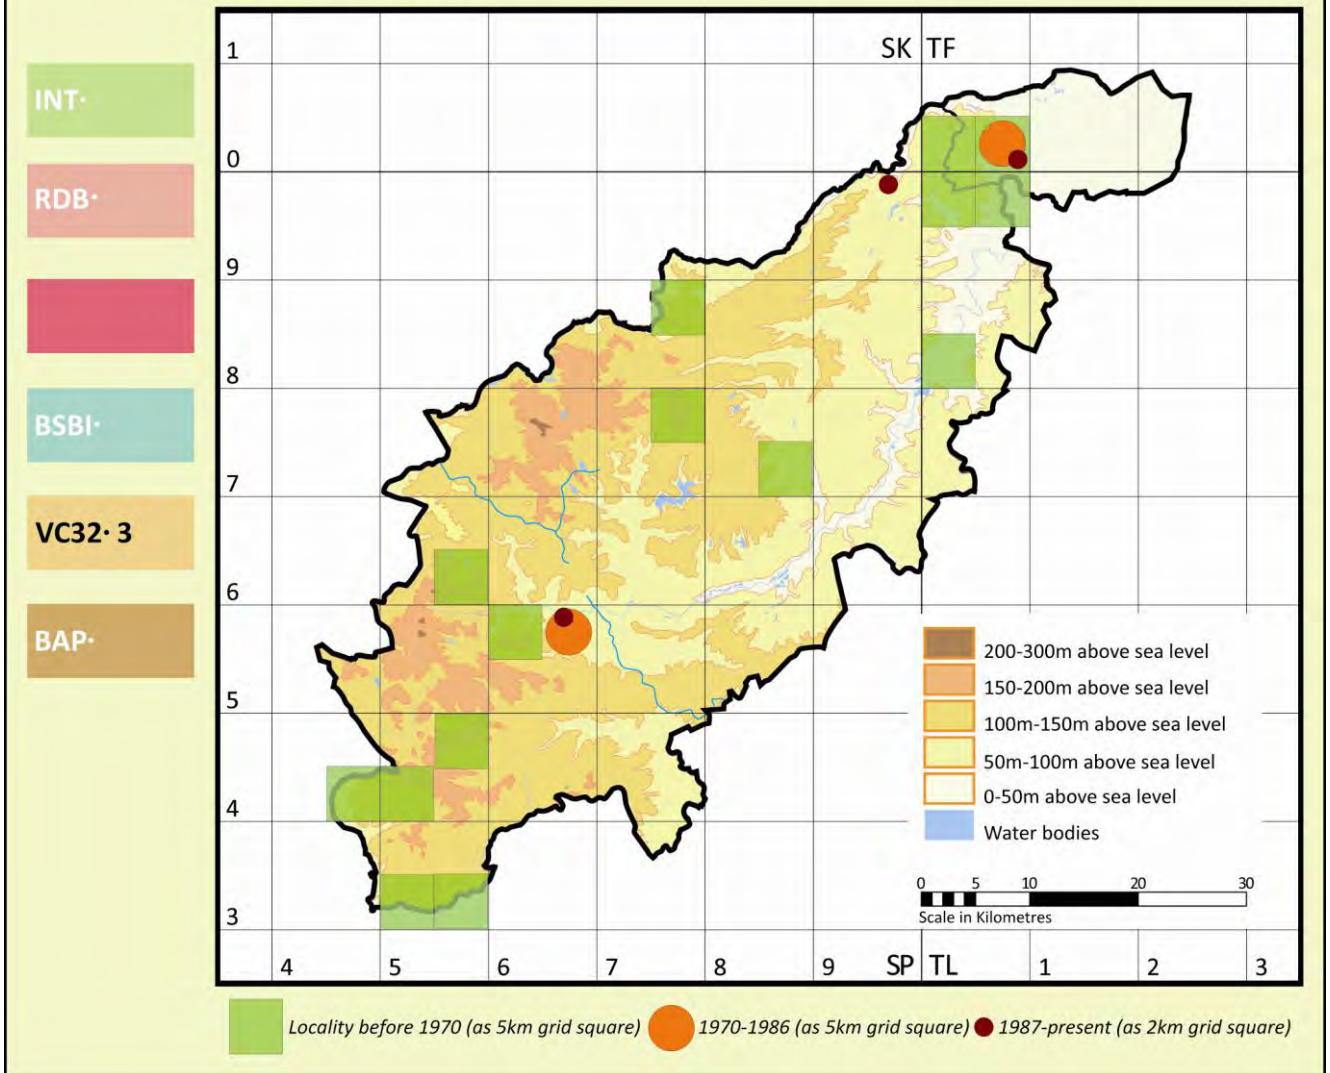 INT·
RDB·
BSBI·
VC32· 3
BAP·
SK TF
1
0
9
8
7
6
5
4
3
4 5 6 7 8 9 SP TL 1 2 3
200-300m above sea level
150-200m above sea level
100m-150m above sea level
50m-100m above sea level
0-50m above sea level
Water bodies
0 5 10 20 30
Scale in Kilometres
Locality before 1970 (as 5km grid square) 1970-1986 (as 5km grid square) 1987-present (as 2km grid square)